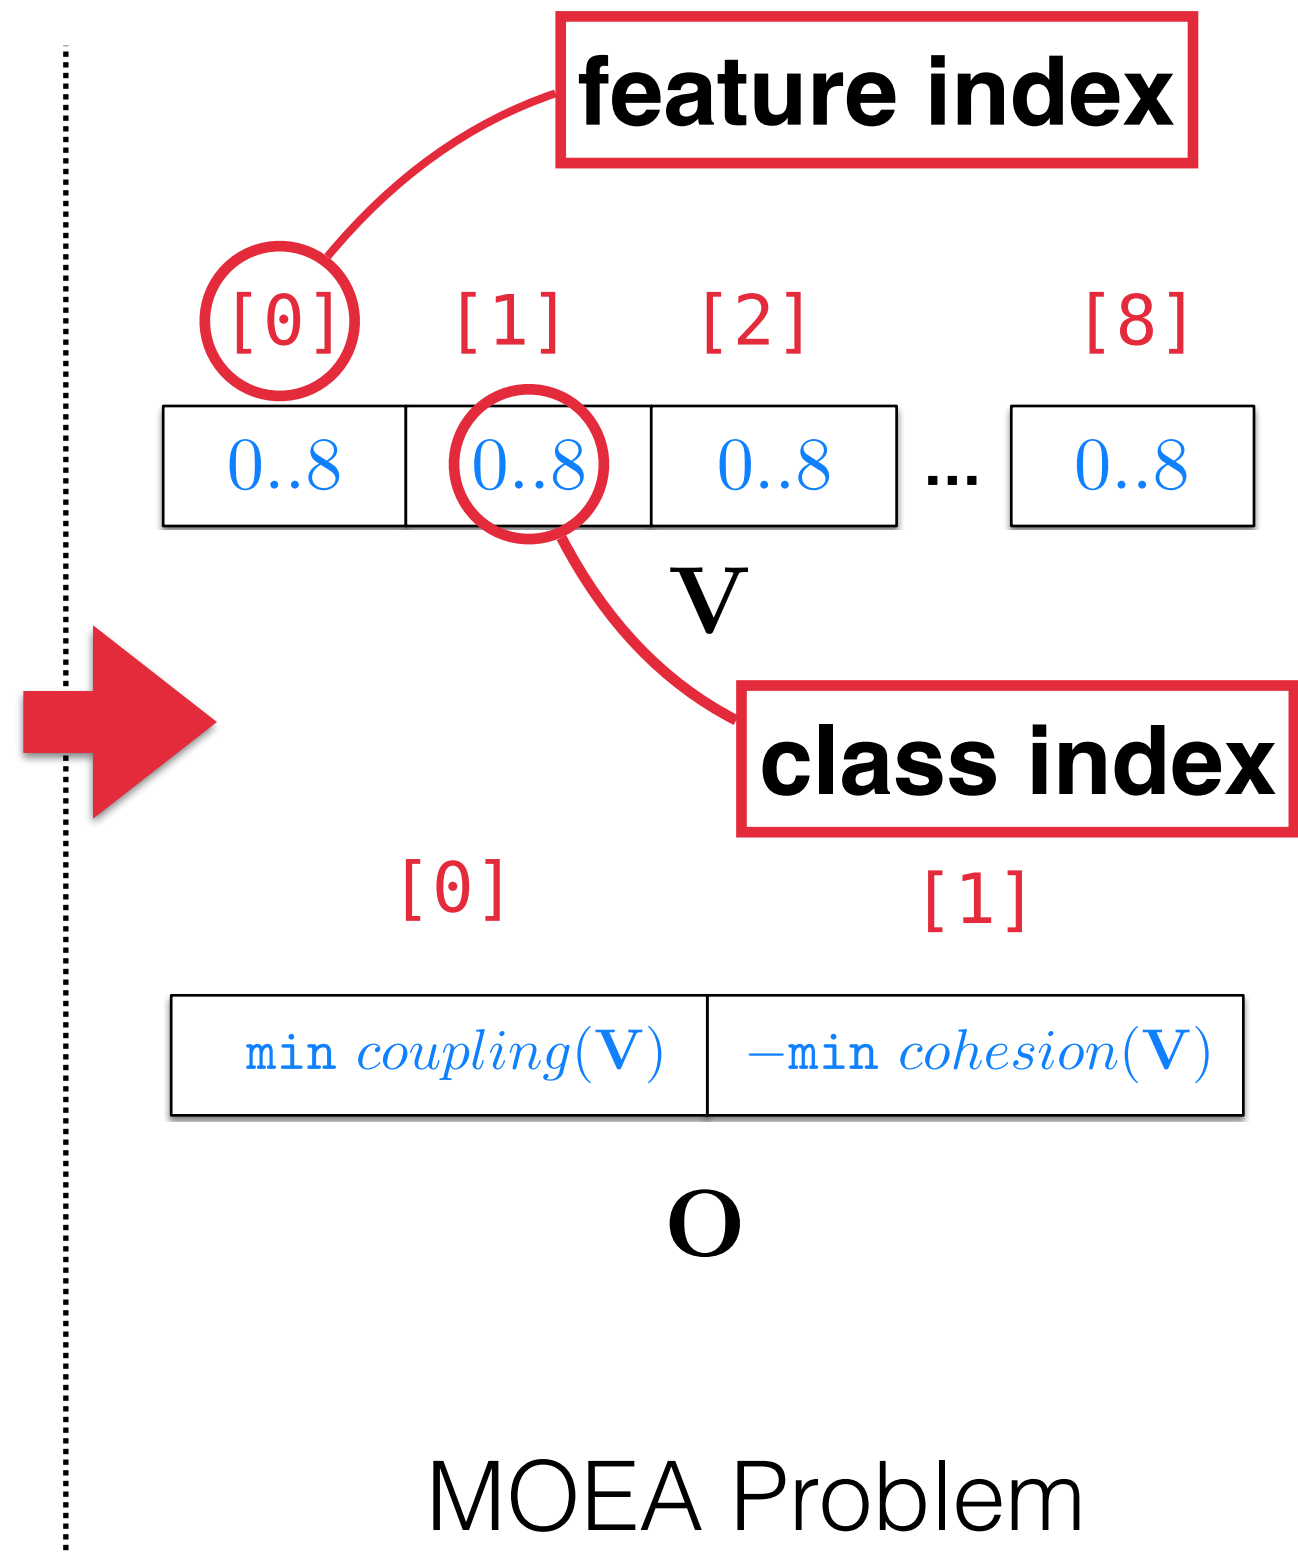 feature index
[0] [1] [2] [8]
0..8 0..8 0..8 ... 0..8
V
class index
[0] [1]
min coupling(V) −min cohesion(V)
O
MOEA Problem